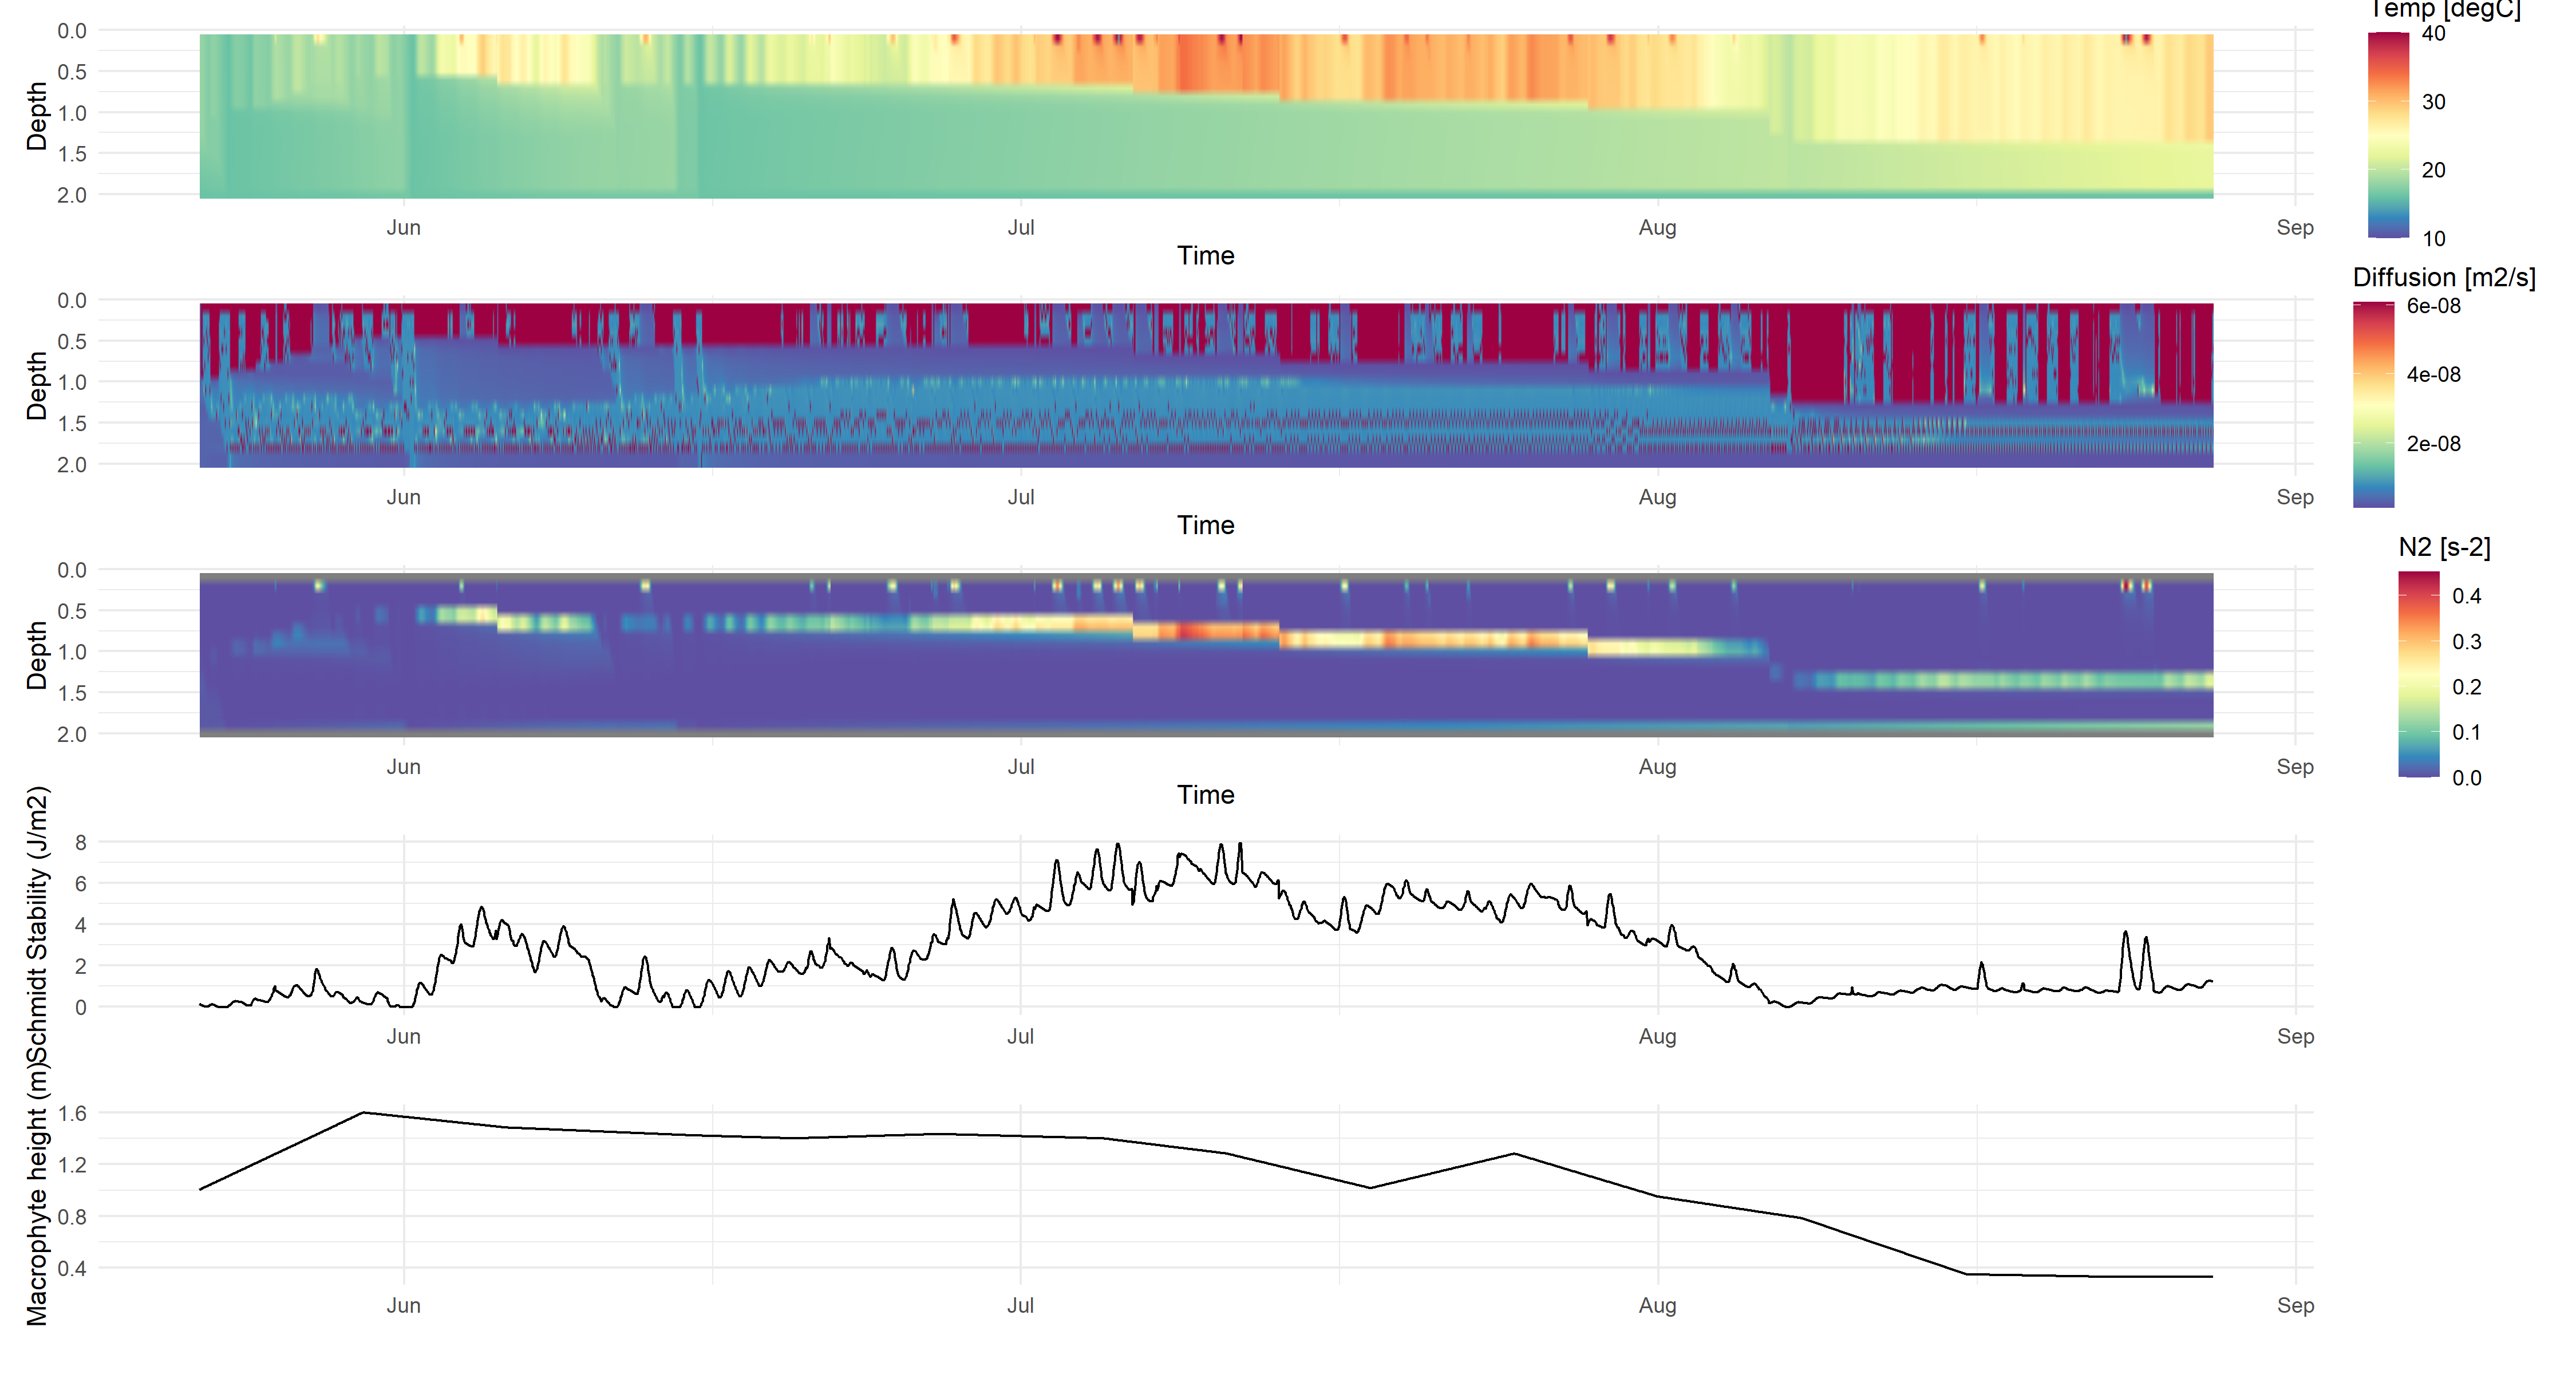 Temp [degC]
0.0
0.5
1.0
1.5
2.0
Depth
Jun
Jul
Aug
Sep
Time
40
30
20
10
Diffusion [m2/s]
0.0
0.5
1.0
1.5
2.0
Depth
Jun
Jul
Aug
Sep
Time
6e-08
4e-08
2e-08
N2 [s-2]
0.0
0.5
1.0
1.5
2.0
Depth
Jun
Jul
Aug
Sep
Time
0.4
0.3
0.2
0.1
0.0
Schmidt Stability (J/m2)
8
6
4
2
0
Jun
Jul
Aug
Sep
Macrophyte height (m)
1.6
1.2
0.8
0.4
Jun
Jul
Aug
Sep